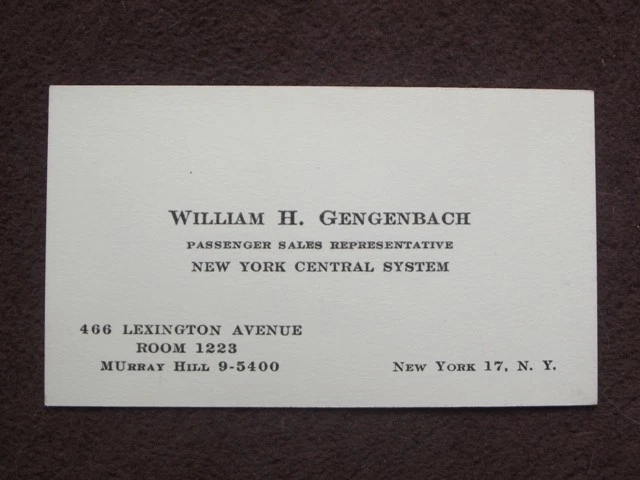 WILLIAM H. GENGENBACH
PASSENGER SALES REPRESENTATIVE
NEW YORK CENTRAL SYSTEM
466 LEXINGTON AVENUE
ROOM 1223
MURRAY HILL 9-5400
NEW YORK 17, N. Y.